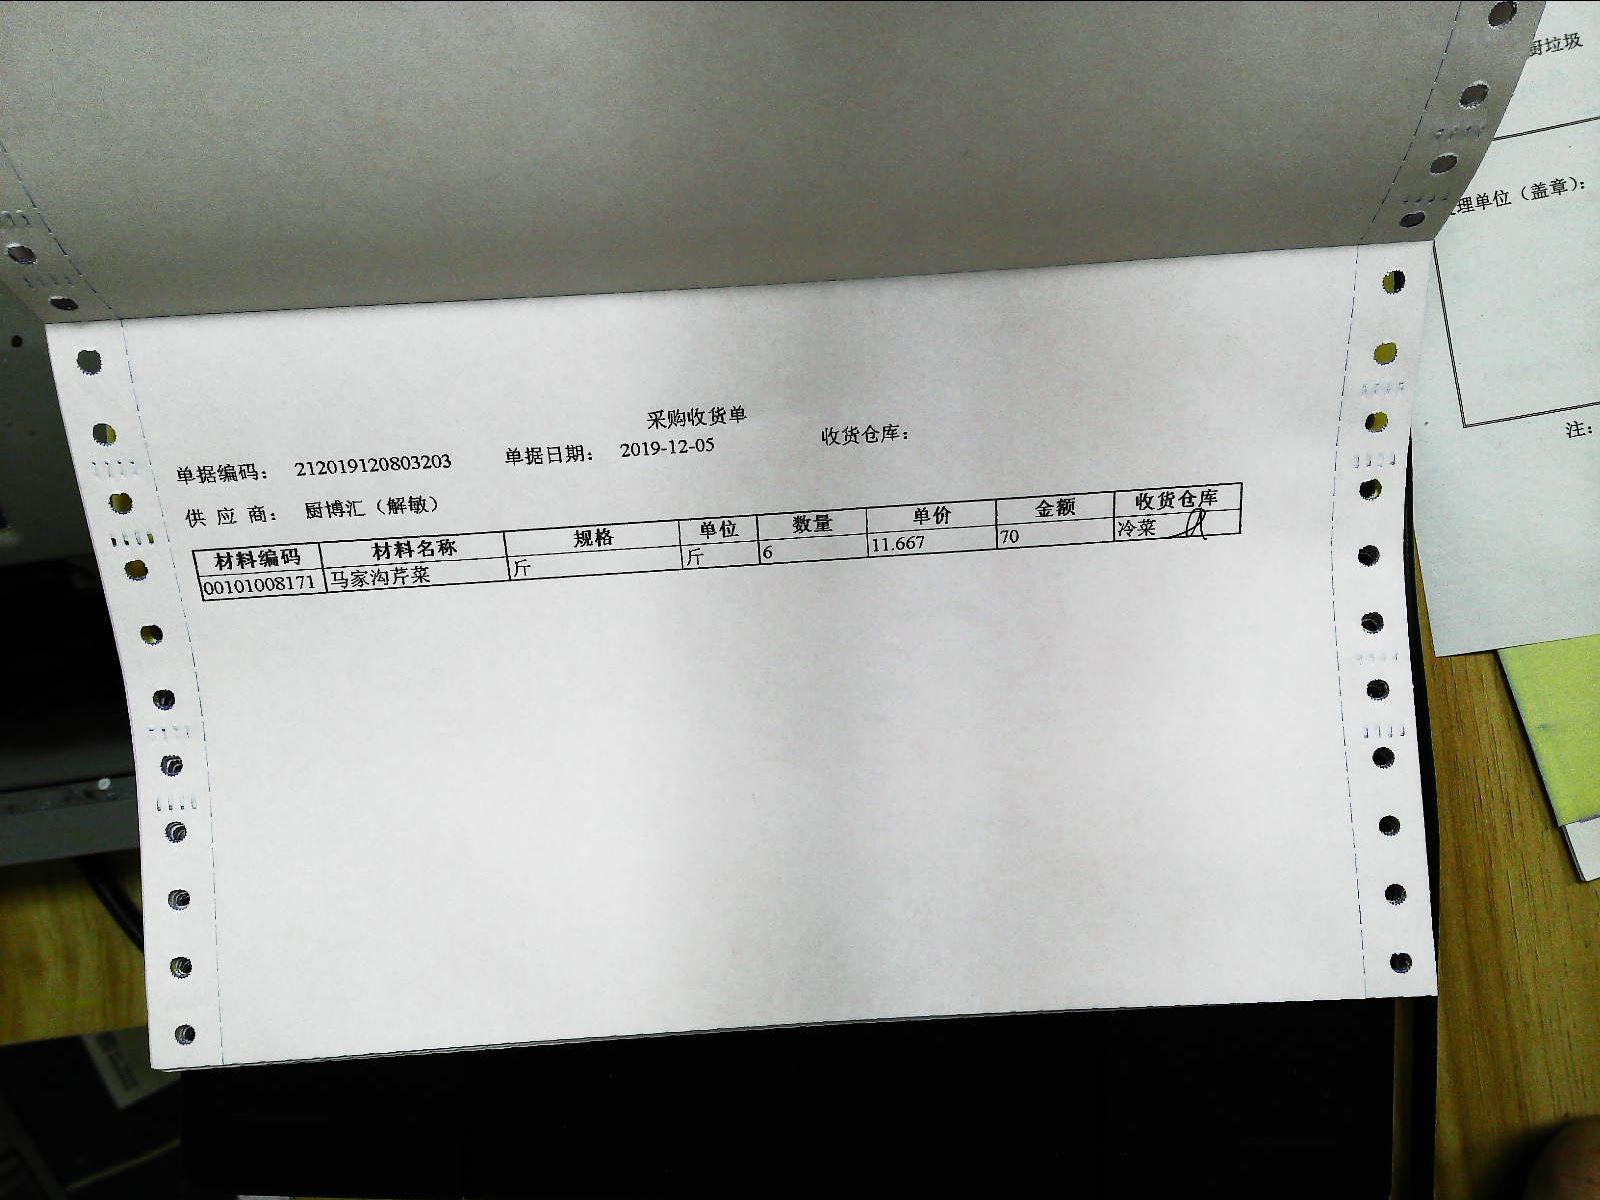 采购收货单
单据编码： 212019120803203 单据日期： 2019-12-05 收货仓库：
供 应 商： 厨博汇（解敏）
材料编码 材料名称 规格 单位 数量 单价 金额 收货仓库
00101008171 马家沟芹菜 斤 斤 6 11.667 70 冷菜
厨垃圾
理单位（盖章）：
注：